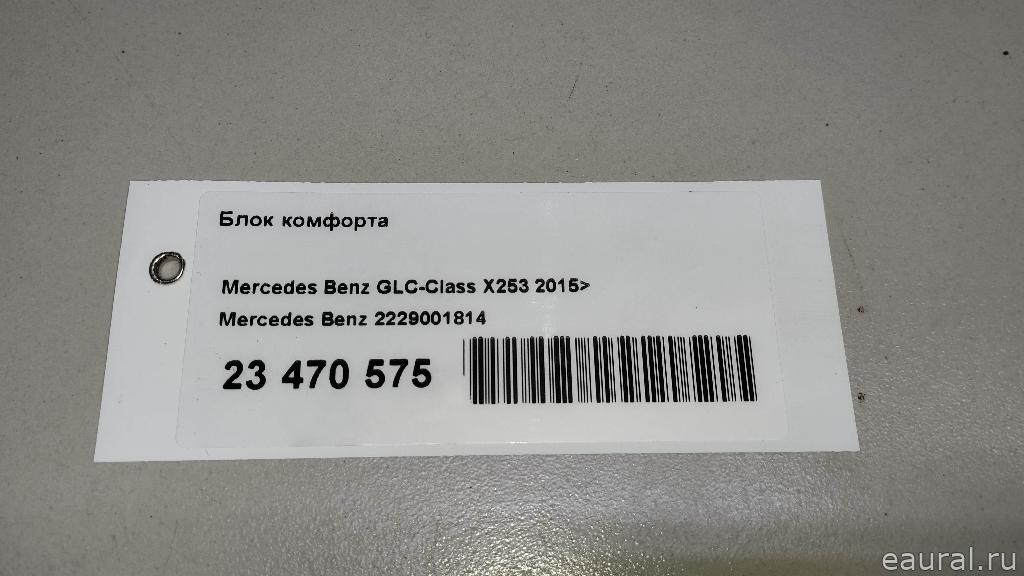 Блок комфорта
Mercedes Benz GLC-Class X253 2015>
Mercedes Benz 2229001814
23 470 575
eaural.ru